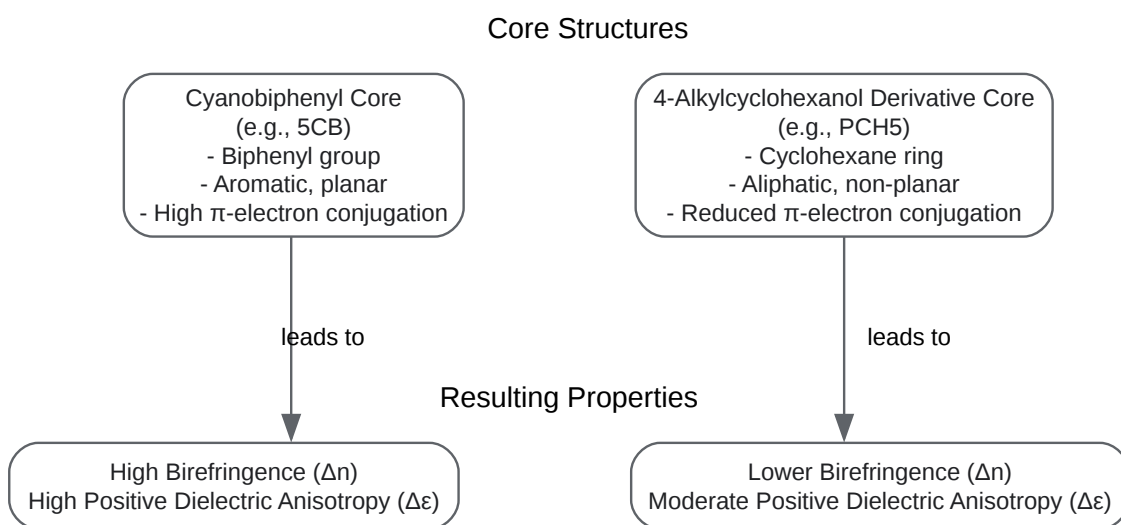 Core Structures
Cyanobiphenyl Core
(e.g., 5CB)
- Biphenyl group
- Aromatic, planar
- High π-electron conjugation
4-Alkylcyclohexanol Derivative Core
(e.g., PCH5)
- Cyclohexane ring
- Aliphatic, non-planar
- Reduced π-electron conjugation
leads to
leads to
Resulting Properties
High Birefringence (Δn)
High Positive Dielectric Anisotropy (Δε)
Lower Birefringence (Δn)
Moderate Positive Dielectric Anisotropy (Δε)